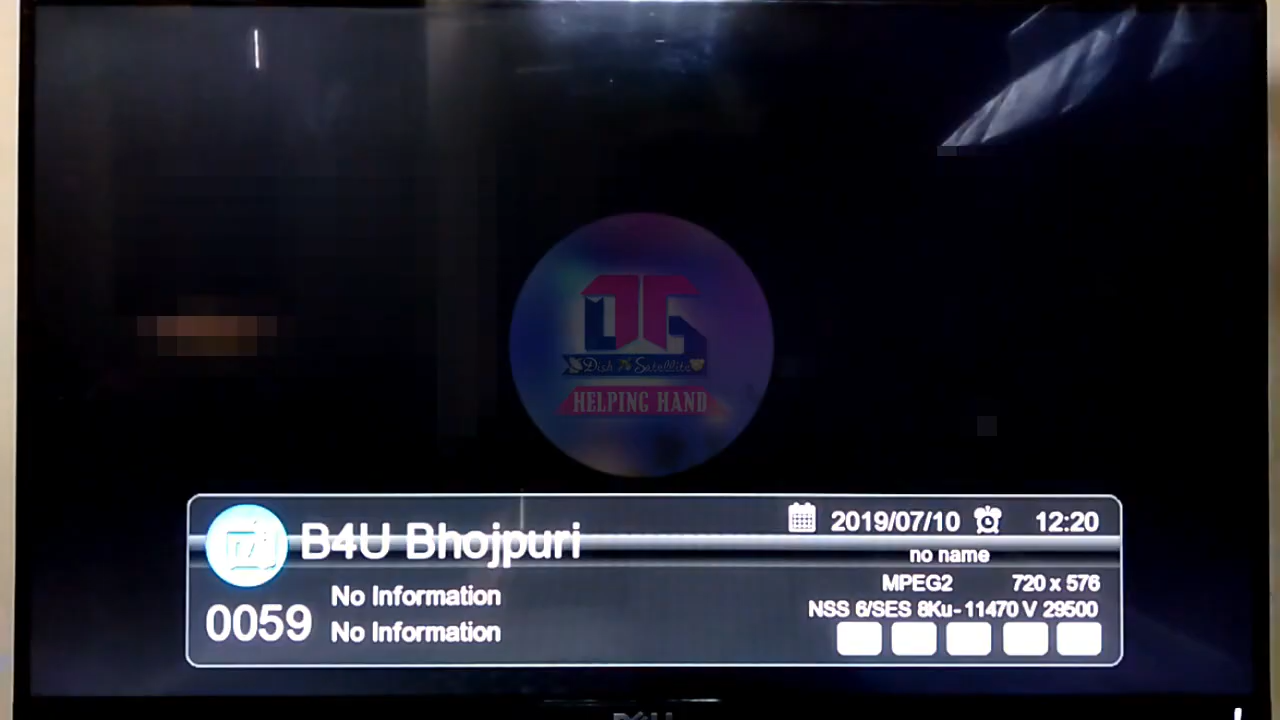 Dish Satellite
HELPING HAND
B4U Bhojpuri
2019/07/10
12:20
no name
No Information
MPEG2
720 x 576
0059
No Information
NSS 6/SES 8Ku-11470 V 29500